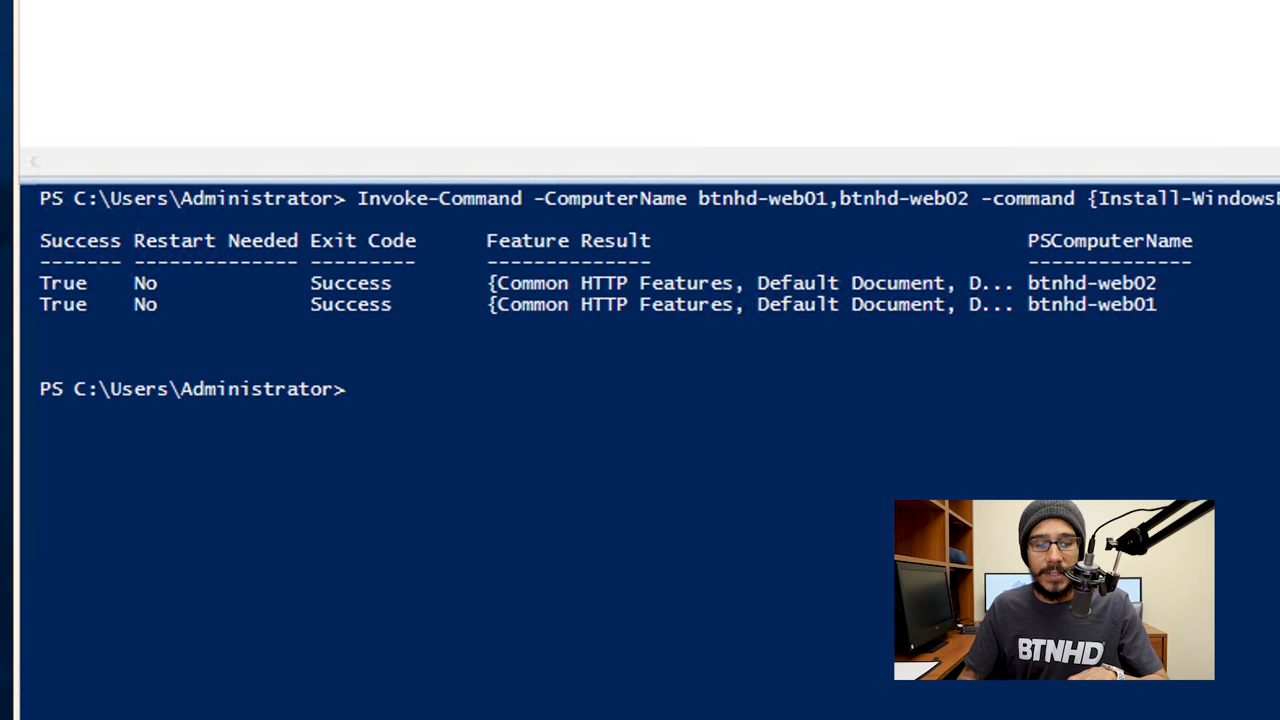 PS C:\Users\Administrator> Invoke-Command -ComputerName btnhd-web01,btnhd-web02 -command {Install-Windows
Success Restart Needed Exit Code Feature Result PSComputerName
------- -------------- --------- -------------- --------------
True No Success {Common HTTP Features, Default Document, D... btnhd-web02
True No Success {Common HTTP Features, Default Document, D... btnhd-web01
PS C:\Users\Administrator>
BTNHD